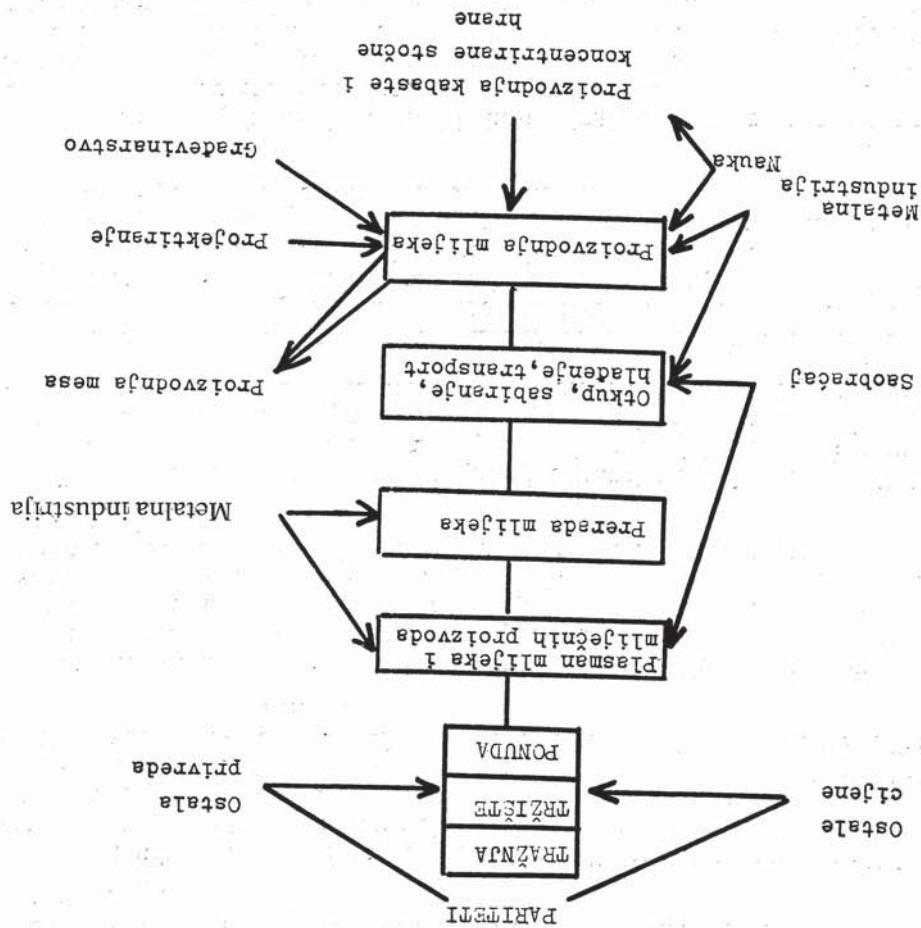 PARITETI
TRAŽNJA
Ostale
cijene
TRŽIŠTE
Ostala
privreda
PONUDA
Plasman mlijeka i
mliječnih proizvoda
Prerada mlijeka
Metalna industrija
Saobraćaj
Otkup, sabiranje,
hlađenje, transport
Proizvodnja mesa
Metalna
industrija
Nauka
Proizvodnja mlijeka
Projektiranje
Građevinarstvo
Proizvodnja kabaste i
koncentrirane stočne
hrane